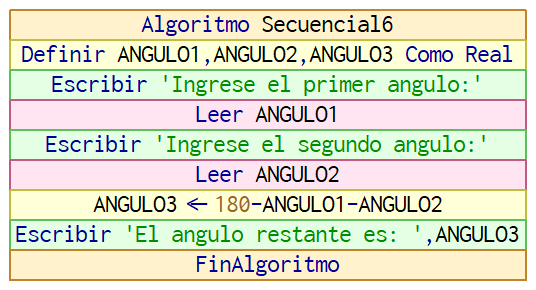 Algoritmo Secuencial6
Definir ANGULO1,ANGULO2,ANGULO3 Como Real
Escribir 'Ingrese el primer angulo:'
Leer ANGULO1
Escribir 'Ingrese el segundo angulo:'
Leer ANGULO2
ANGULO3 ← 180-ANGULO1-ANGULO2
Escribir 'El angulo restante es: ',ANGULO3
FinAlgoritmo